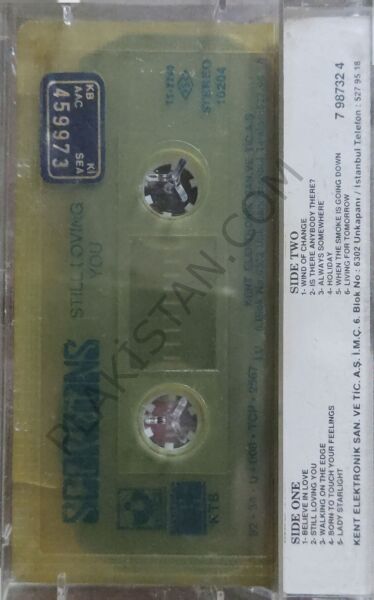 KB
AAC
459973
KI
SEA
TS-7250
STEREO
10204
STILL LOVING
YOU
SCORPIONS
KTS
PLAKISTAN.COM
SIDE ONE
1- BELIEVE IN LOVE
2- STILL LOVING YOU
3- WALKING ON THE EDGE
4- BORN TO TOUCH YOUR FEELINGS
5- LADY STARLIGHT
SIDE TWO
1- WIND OF CHANGE
2- IS THERE ANYBODY THERE?
3- ALWAYS SOMEWHERE
4- HOLIDAY
5- WHEN THE SMOKE IS GOING DOWN
6- LIVING FOR TOMORROW
7 98732 4
KENT ELEKTRONİK SAN. VE TİC. A.Ş. İ.M.Ç. 6. Blok No : 5302 Unkapanı / İstanbul Telefon : 527 95 18